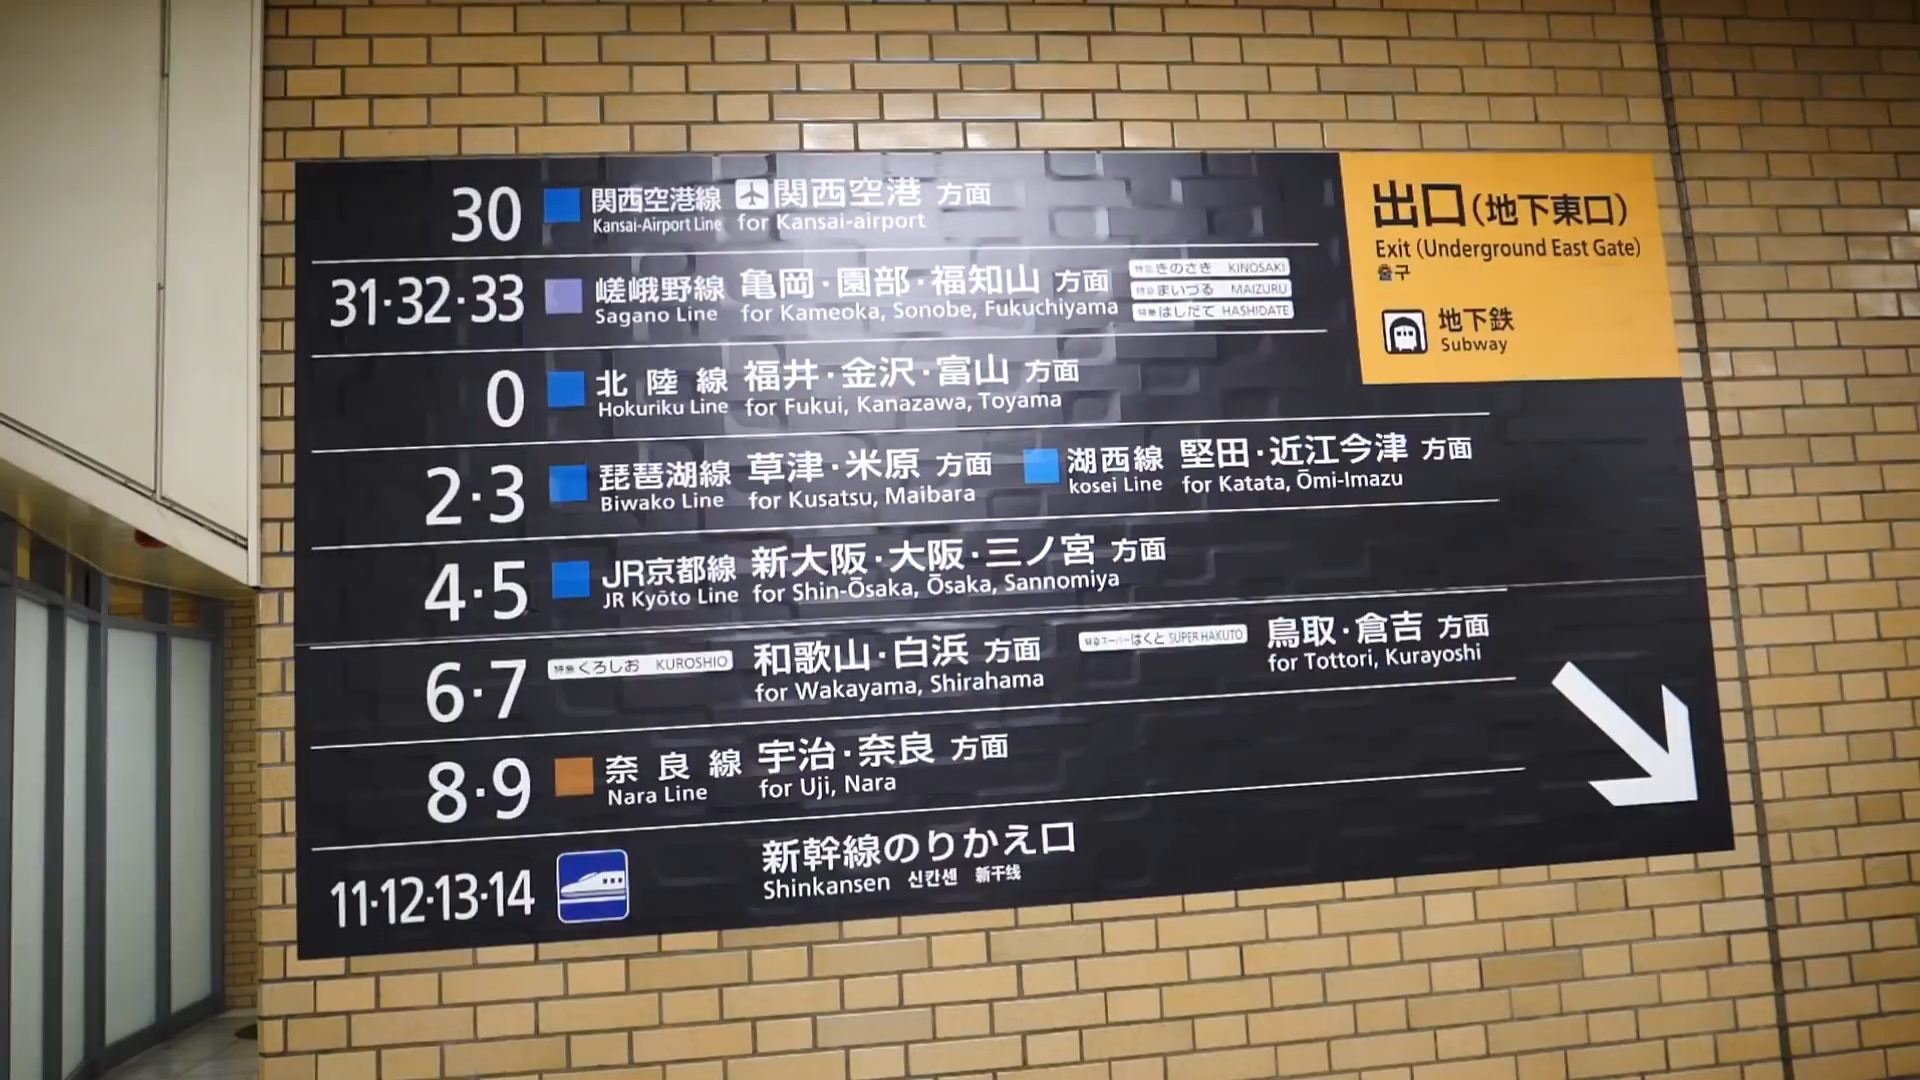 30 関西空港線 関西空港 方面
Kansai-Airport Line for Kansai-airport
31·32·33 嵯峨野線 亀岡·園部·福知山 方面
Sagano Line for Kameoka, Sonobe, Fukuchiyama
特急 きのさき KINOSAKI
特急 まいづる MAIZURU
特急 はしだて HASHIDATE
0 北陸線 福井·金沢·富山 方面
Hokuriku Line for Fukui, Kanazawa, Toyama
2·3 琵琶湖線 草津·米原 方面 湖西線 堅田·近江今津 方面
Biwako Line for Kusatsu, Maibara kosei Line for Katata, Ōmi-Imazu
4·5 JR京都線 新大阪·大阪·三ノ宮 方面
JR Kyōto Line for Shin-Ōsaka, Ōsaka, Sannomiya
6·7 特急 くろしお KUROSHIO 和歌山·白浜 方面 特急スーパーはくと SUPER HAKUTO 鳥取·倉吉 方面
for Wakayama, Shirahama for Tottori, Kurayoshi
8·9 奈良線 宇治·奈良 方面
Nara Line for Uji, Nara
11·12·13·14 新幹線のりかえ口
Shinkansen 신칸센 新干线
出口(地下東口)
Exit (Underground East Gate)
출구
地下鉄
Subway